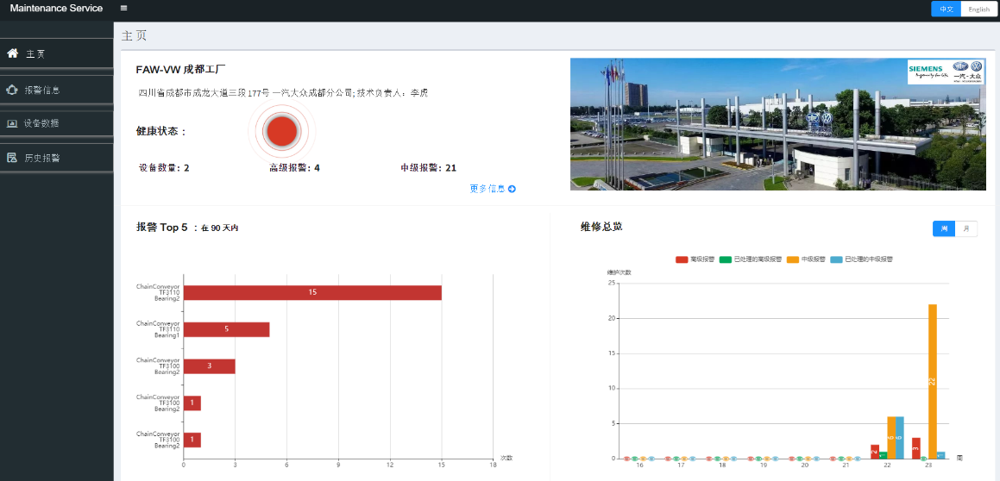 Maintenance Service
中文 English
主页
主页
报警信息
设备数据
历史报警
FAW-VW 成都工厂
四川省成都市成龙大道三段177号 一汽大众成都分公司; 技术负责人：李虎
健康状态：
设备数量: 2 高级报警: 4 中级报警: 21
更多信息
SIEMENS
一汽-大众
报警 Top 5 ：在 90 天内
ChainConveyor
TF3110
Bearing2
15
ChainConveyor
TF3110
Bearing1
5
ChainConveyor
TF3100
Bearing2
3
ChainConveyor
TF3100
Bearing2
1
ChainConveyor
TF3100
Bearing2
1
0 3 6 9 12 15 18
次数
维修总览
周 月
高级报警 已处理的高级报警 中级报警 已处理的中级报警
维护次数
25
20
15
10
5
0
2 1 6 6 3 22 1
16 17 18 19 20 21 22 23
周